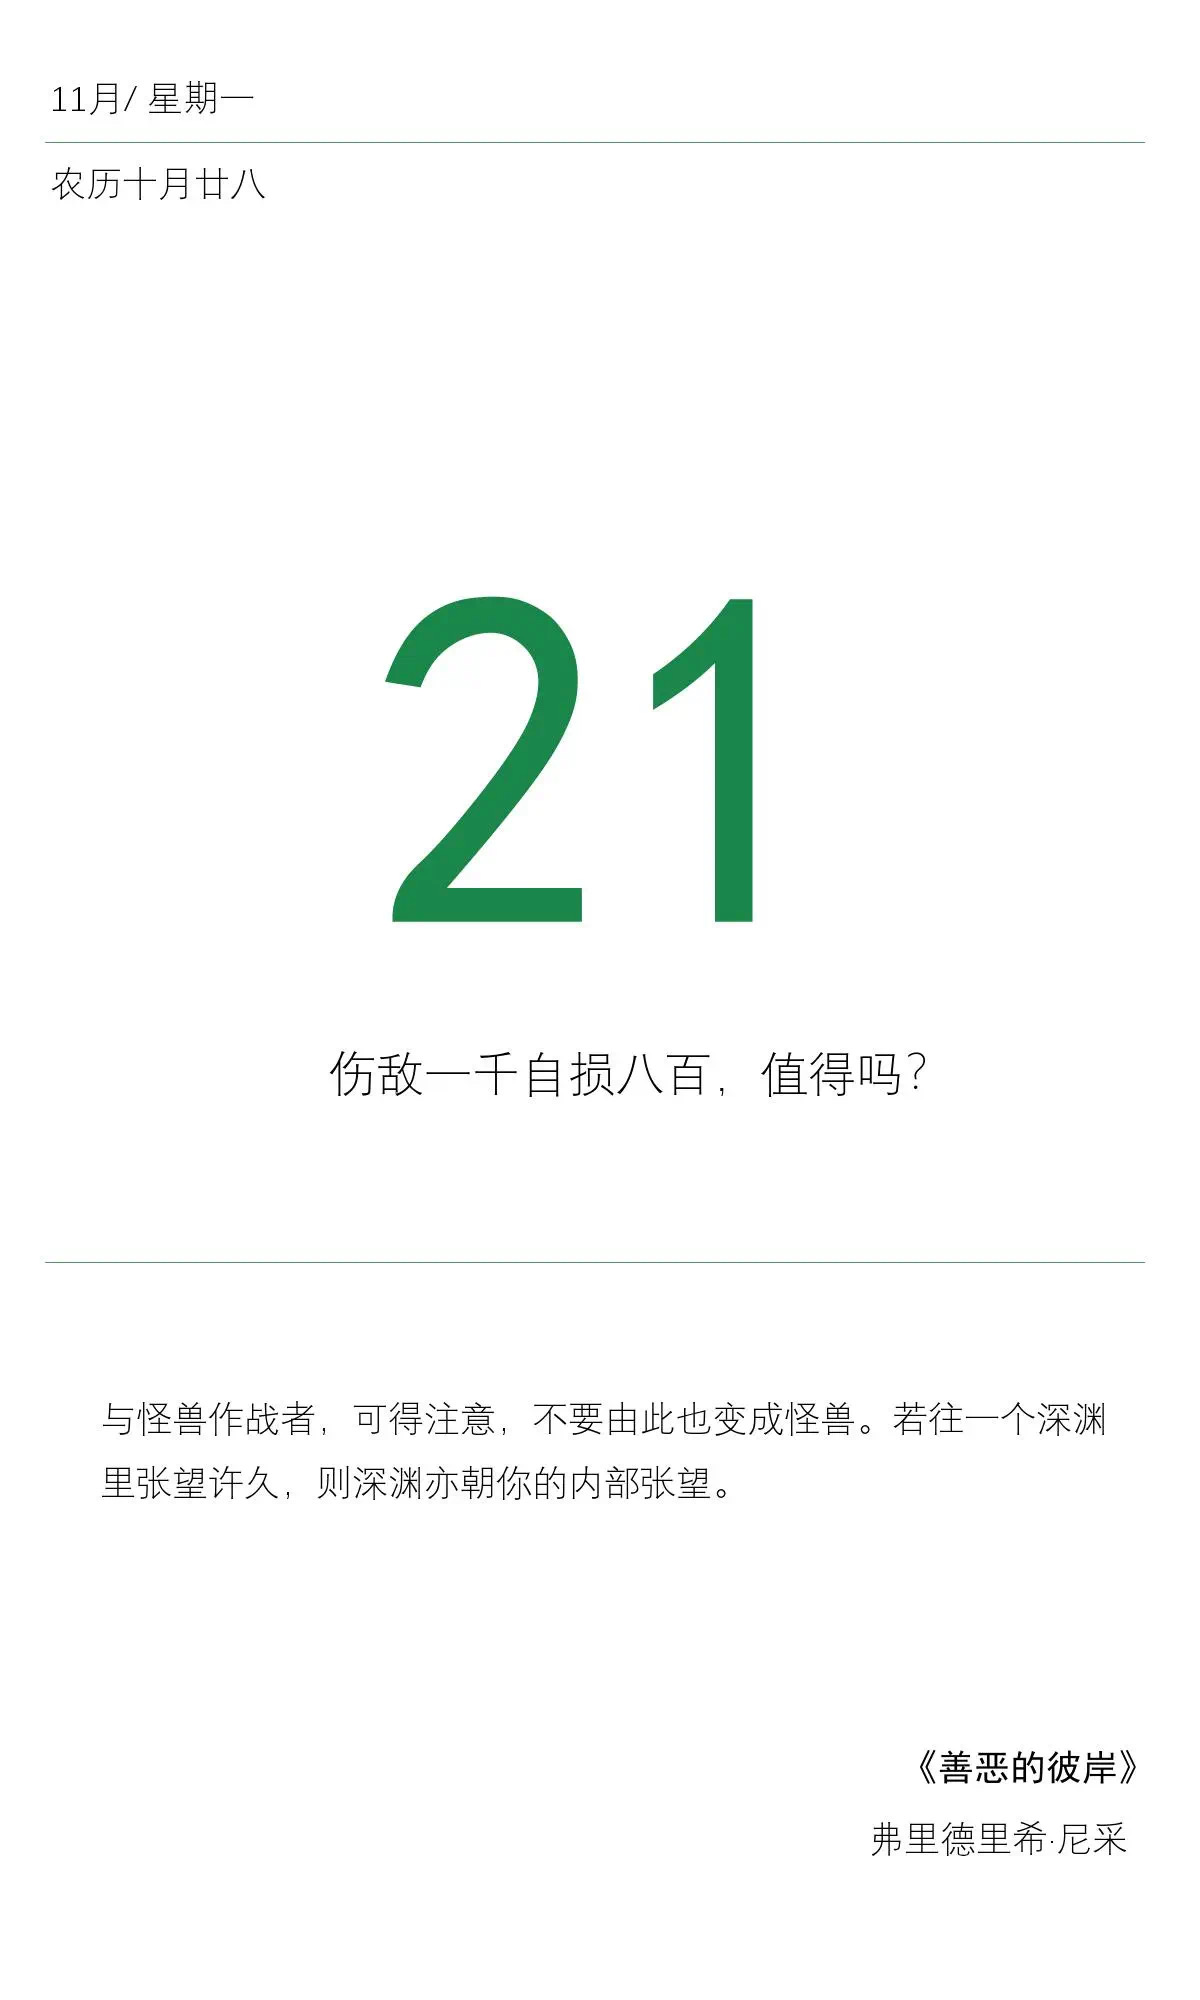 11月/ 星期一
农历十月廿八
21
伤敌一千自损八百，值得吗？
与怪兽作战者，可得注意，不要由此也变成怪兽。若往一个深渊
里张望许久，则深渊亦朝你的内部张望。
《善恶的彼岸》
弗里德里希·尼采